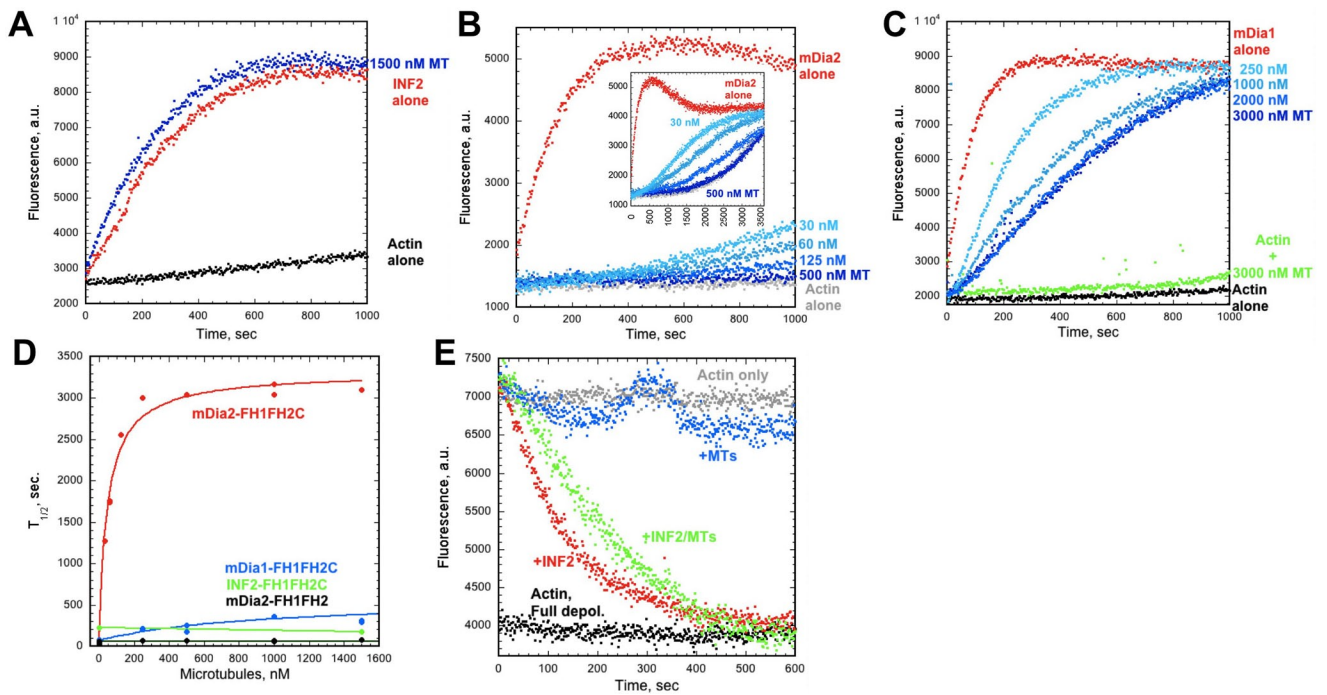 A
1 10⁴
10000
9000
8000
7000
6000
5000
4000
3000
2000
Fluorescence, a.u.
1500 nM MT
INF2
alone
Actin
alone
0 200 400 600 800 1000
Time, sec
B
5000
4000
3000
2000
1000
Fluorescence, a.u.
mDia2
alone
5000
4000
3000
2000
1000
mDia2
alone
30 nM
500 nM MT
0 500 1000 1500 2000 2500 3000 3500
30 nM
60 nM
125 nM
500 nM MT
Actin
alone
0 200 400 600 800 1000
Time, sec
C
1 10⁴
9000
8000
7000
6000
5000
4000
3000
2000
Fluorescence, a.u.
mDia1
alone
250 nM
1000 nM
2000 nM
3000 nM MT
Actin
+
3000 nM MT
Actin
alone
0 200 400 600 800 1000
Time, sec
D
3500
3000
2500
2000
1500
1000
500
0
T1/2, sec.
mDia2-FH1FH2C
mDia1-FH1FH2C
INF2-FH1FH2C
mDia2-FH1FH2
0 200 400 600 800 1000 1200 1400 1600
Microtubules, nM
E
7500
7000
6500
6000
5500
5000
4500
4000
Fluorescence, a.u.
Actin only
+MTs
+INF2/MTs
+INF2
Actin,
Full depol.
0 100 200 300 400 500 600
Time, sec